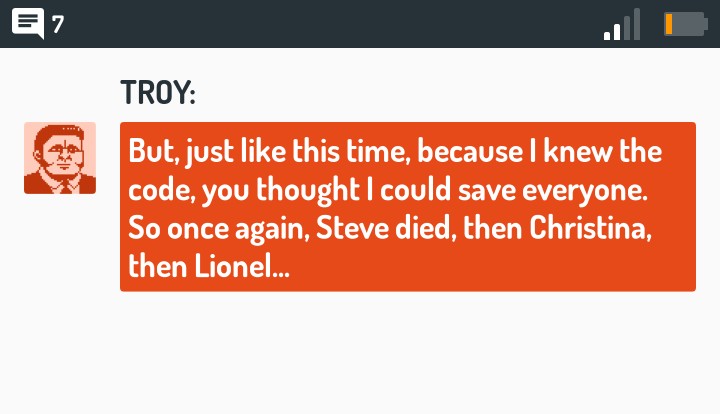 7
TROY:
But, just like this time, because I knew the
code, you thought I could save everyone.
So once again, Steve died, then Christina,
then Lionel...